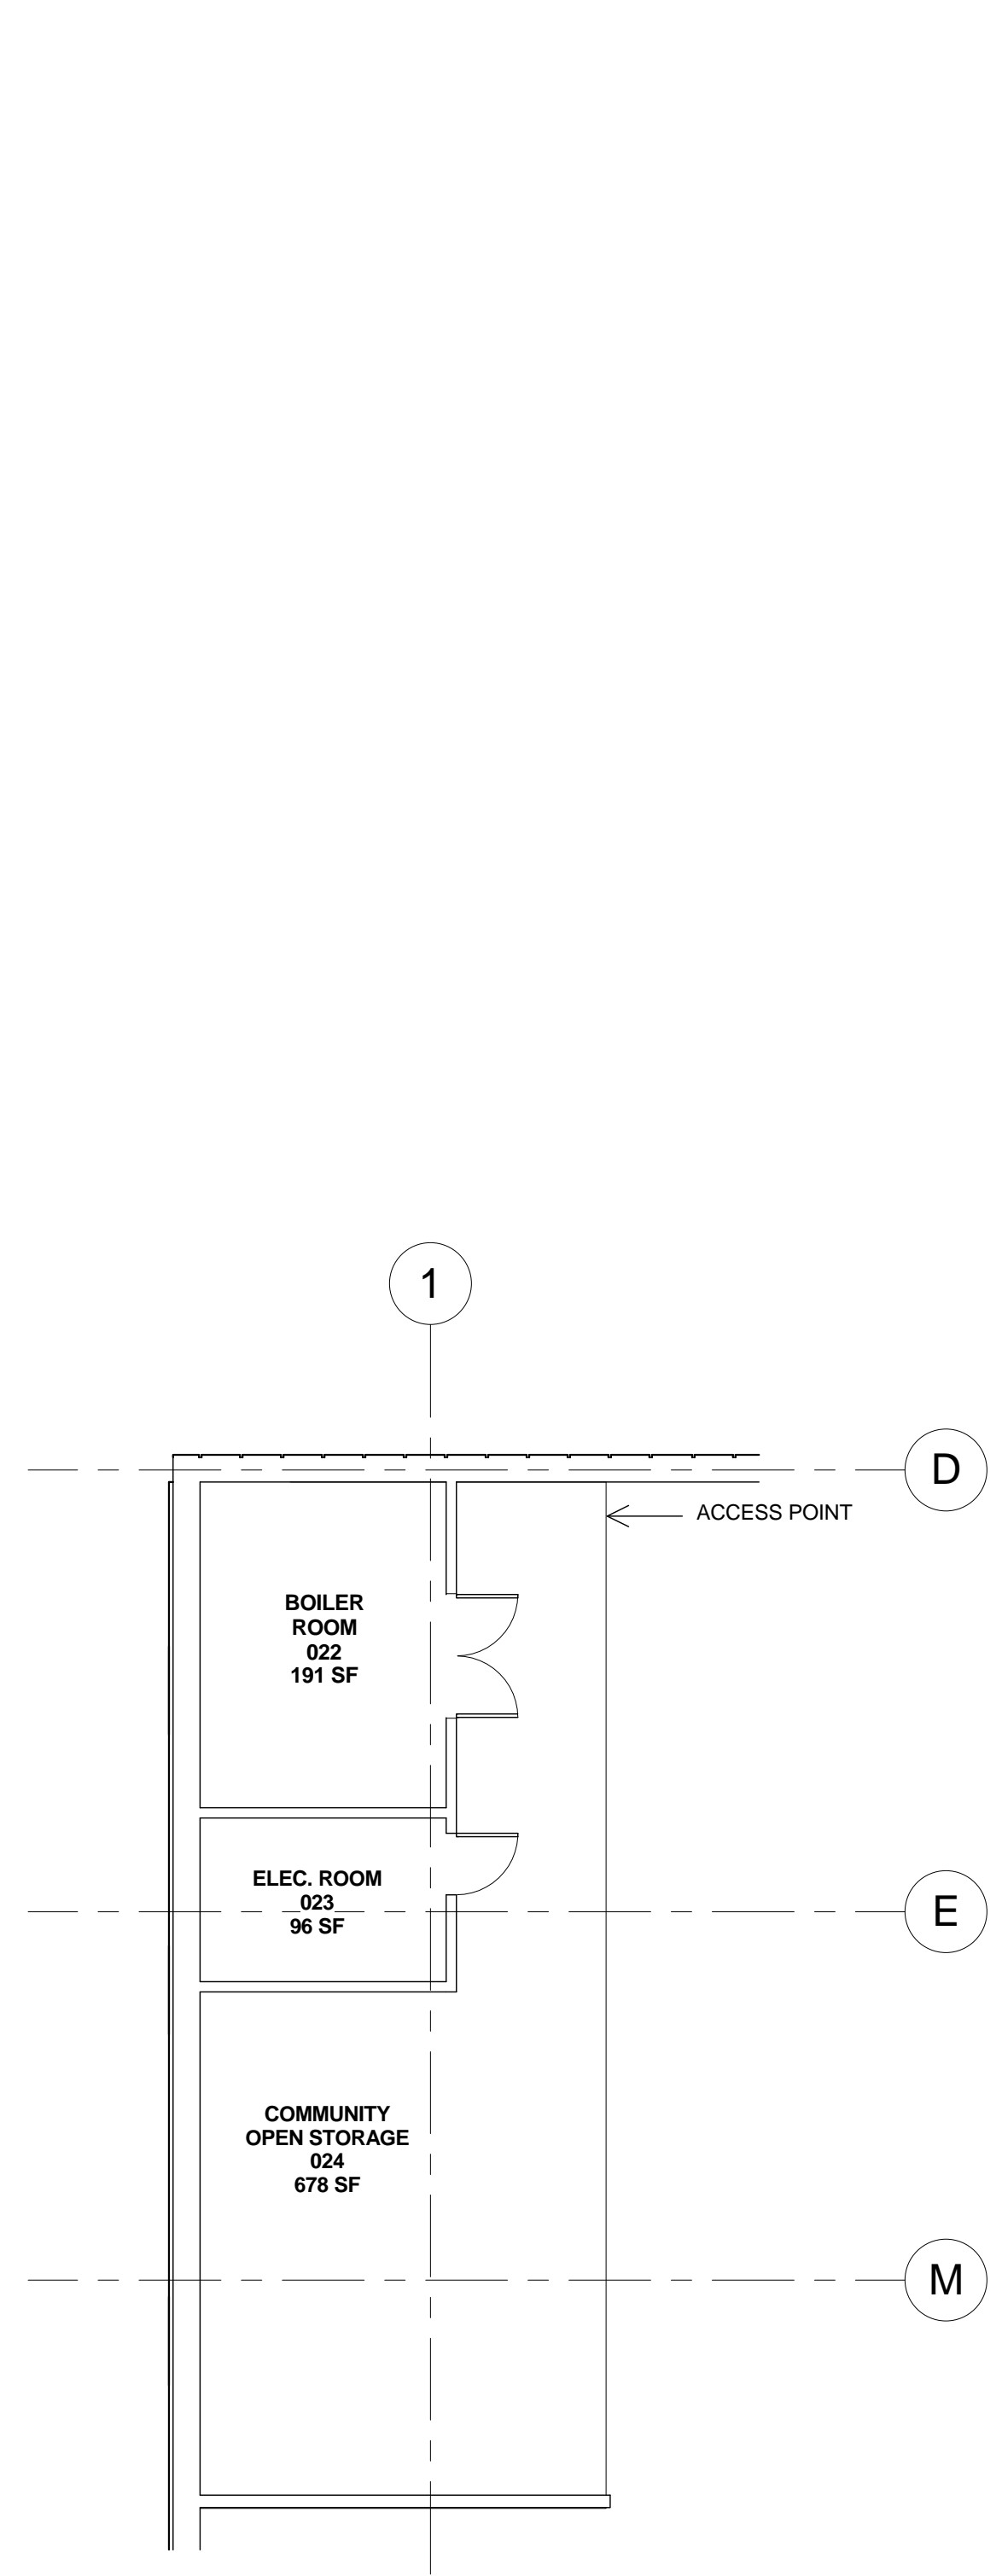 1
D
ACCESS POINT
BOILER
ROOM
022
191 SF
ELEC. ROOM
023
96 SF
E
COMMUNITY
OPEN STORAGE
024
678 SF
M